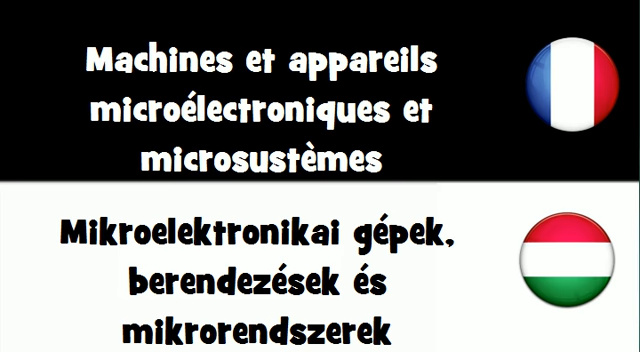 Machines et appareils
microélectroniques et
microsustèmes
Mikroelektronikai gépek,
berendezések és
mikrorendszerek